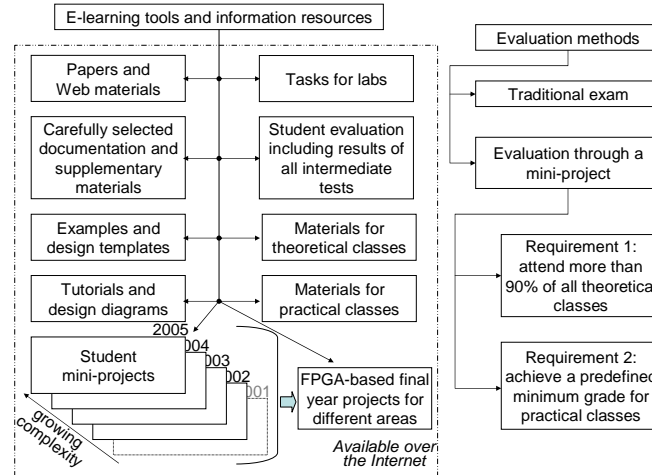 E-learning tools and information resources
Papers and
Web materials
Tasks for labs
Carefully selected
documentation and
supplementary
materials
Student evaluation
including results of
all intermediate
tests
Examples and
design templates
Materials for
theoretical classes
Tutorials and
design diagrams
Materials for
practical classes
2005
004
003
002
001
Student
mini-projects
growing
complexity
FPGA-based final
year projects for
different areas
Available over
the Internet
Evaluation methods
Traditional exam
Evaluation through a
mini-project
Requirement 1:
attend more than
90% of all theoretical
classes
Requirement 2:
achieve a predefined
minimum grade for
practical classes